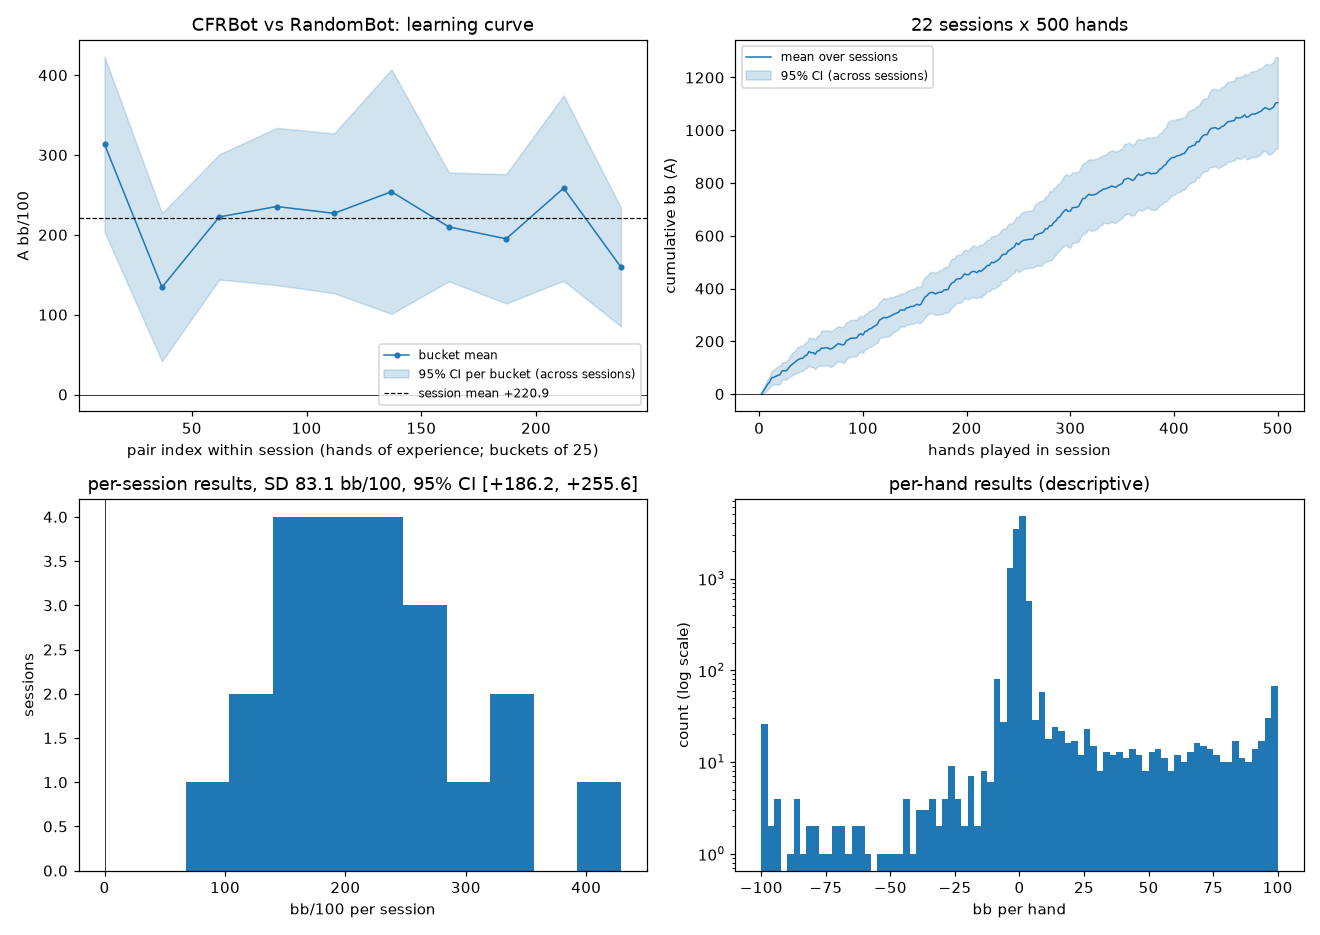 CFRBot vs RandomBot: learning curve
400
300
200
100
0
A bb/100
bucket mean
95% CI per bucket (across sessions)
session mean +220.9
50
100
150
200
pair index within session (hands of experience; buckets of 25)
22 sessions x 500 hands
mean over sessions
95% CI (across sessions)
1200
1000
800
600
400
200
0
cumulative bb (A)
0
100
200
300
400
500
hands played in session
per-session results, SD 83.1 bb/100, 95% CI [+186.2, +255.6]
4.0
3.5
3.0
2.5
2.0
1.5
1.0
0.5
0.0
sessions
0
100
200
300
400
bb/100 per session
per-hand results (descriptive)
10³
10²
10¹
10⁰
count (log scale)
−100
−75
−50
−25
0
25
50
75
100
bb per hand